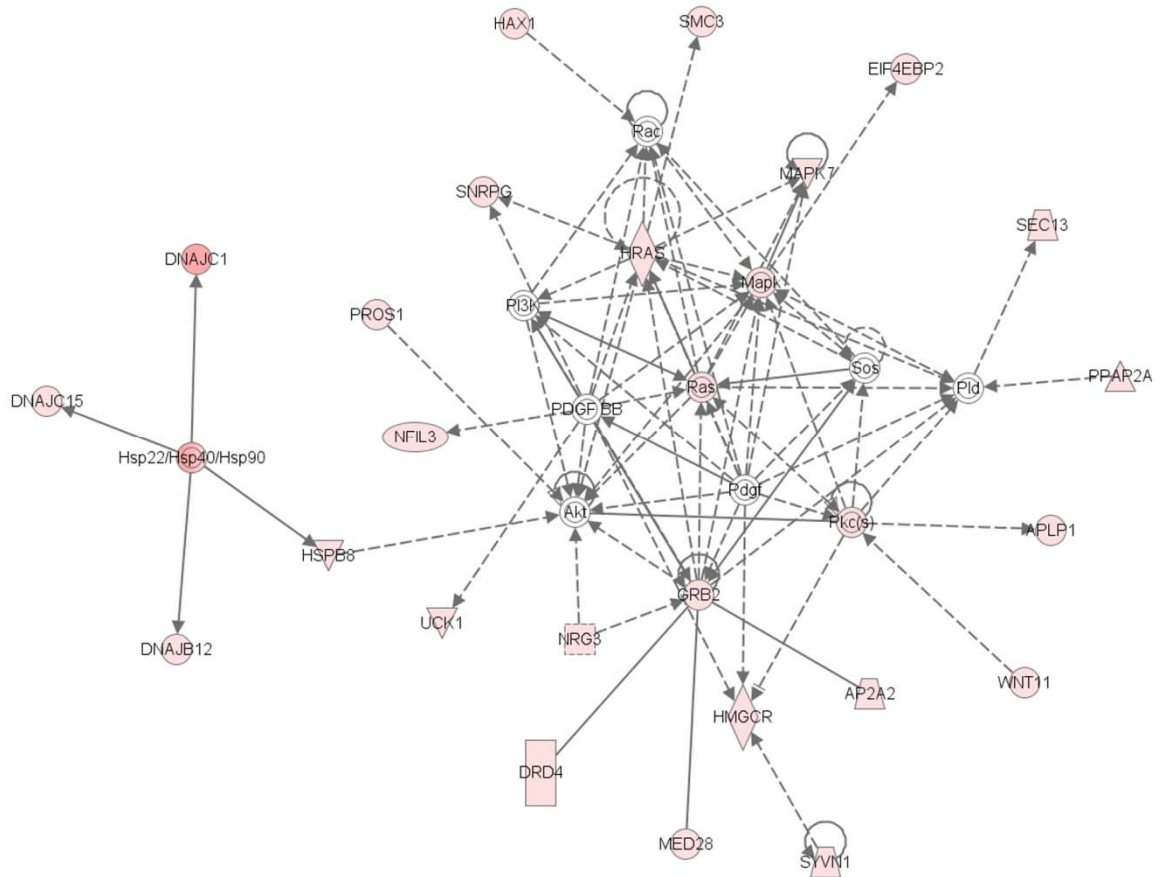 HAX1
SMC3
EIF4EBP2
Rac
MAPK7
SNRPG
SEC13
HRAS
DNAJC1
Mapk
PI3K
PROS1
Sos
Ras
Pld
PPAP2A
DNAJC15
PDGF BB
NFIL3
Hsp22/Hsp40/Hsp90
Pdgf
Akt
Pkc(s)
APLP1
HSPB8
GRB2
UCK1
NRG3
DNAJB12
WNT11
AP2A2
HMGCR
DRD4
MED28
SYVN1